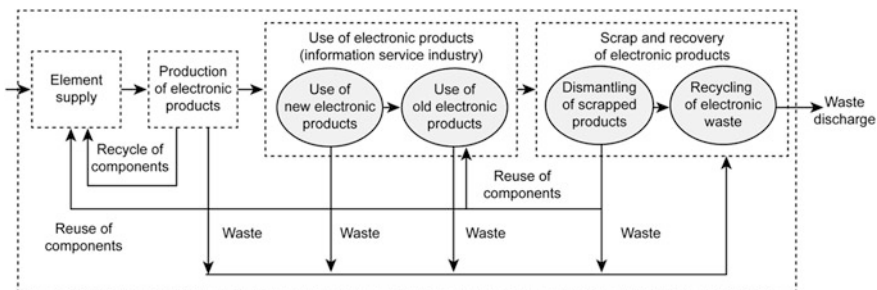 Element
supply
Production
of electronic
products
Use of electronic products
(information service industry)
Use of
new electronic
products
Use of
old electronic
products
Scrap and recovery
of electronic products
Dismantling
of scrapped
products
Recycling
of electronic
waste
Waste
discharge
Recycle of
components
Reuse of
components
Reuse of
components
Waste
Waste
Waste
Waste